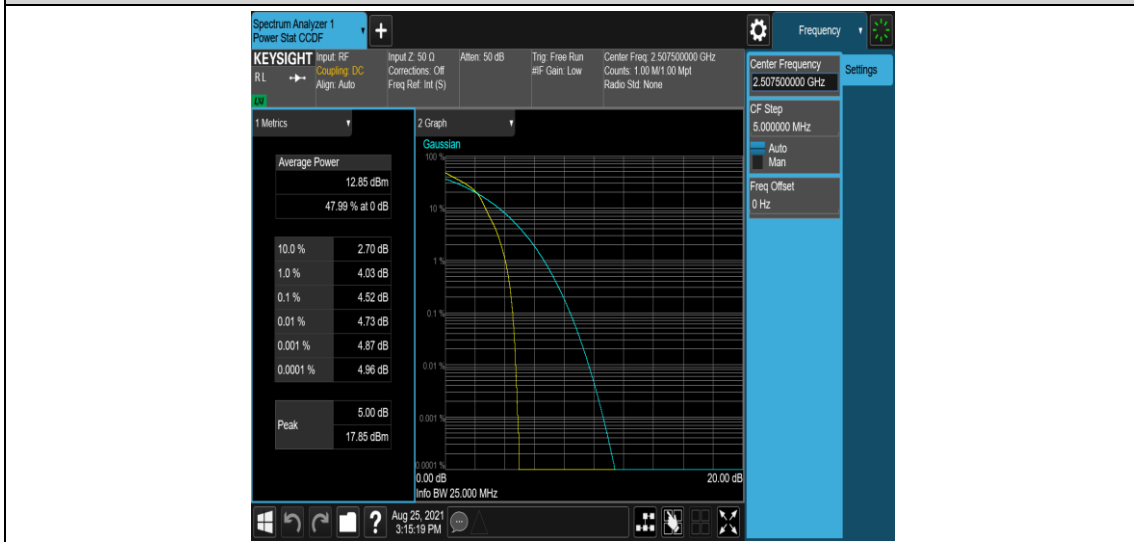 Spectrum Analyzer 1
Power Stat CCDF
Frequency
KEYSIGHT
Input: RF
Coupling: DC
Align: Auto
Input Z: 50 Ω
Corrections: Off
Freq Ref: Int (S)
Atten: 50 dB
Trig: Free Run
#IF Gain: Low
Center Freq: 2.507500000 GHz
Counts: 1.00 M/1.00 Mpt
Radio Std: None
RL
LXI
Center Frequency
2.507500000 GHz
Settings
CF Step
5.000000 MHz
Auto
Man
Freq Offset
0 Hz
1 Metrics
Average Power
12.85 dBm
47.99 % at 0 dB
10.0 % 2.70 dB
1.0 % 4.03 dB
0.1 % 4.52 dB
0.01 % 4.73 dB
0.001 % 4.87 dB
0.0001 % 4.96 dB
Peak
5.00 dB
17.85 dBm
2 Graph
Gaussian
100 %
10 %
1 %
0.1 %
0.01 %
0.001 %
0.0001 %
0.00 dB
20.00 dB
Info BW 25.000 MHz
?
Aug 25, 2021
3:15:19 PM